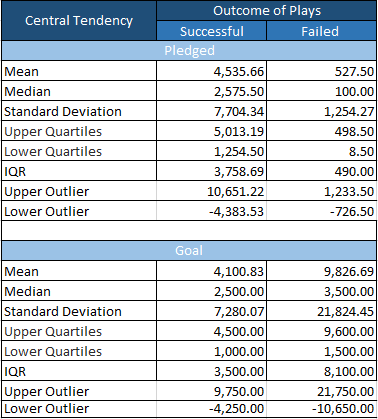 Central Tendency Outcome of Plays
Successful Failed
Pledged
Mean 4,535.66 527.50
Median 2,575.50 100.00
Standard Deviation 7,704.34 1,254.27
Upper Quartiles 5,013.19 498.50
Lower Quartiles 1,254.50 8.50
IQR 3,758.69 490.00
Upper Outlier 10,651.22 1,233.50
Lower Outlier -4,383.53 -726.50
Goal
Mean 4,100.83 9,826.69
Median 2,500.00 3,500.00
Standard Deviation 7,280.07 21,824.45
Upper Quartiles 4,500.00 9,600.00
Lower Quartiles 1,000.00 1,500.00
IQR 3,500.00 8,100.00
Upper Outlier 9,750.00 21,750.00
Lower Outlier -4,250.00 -10,650.00